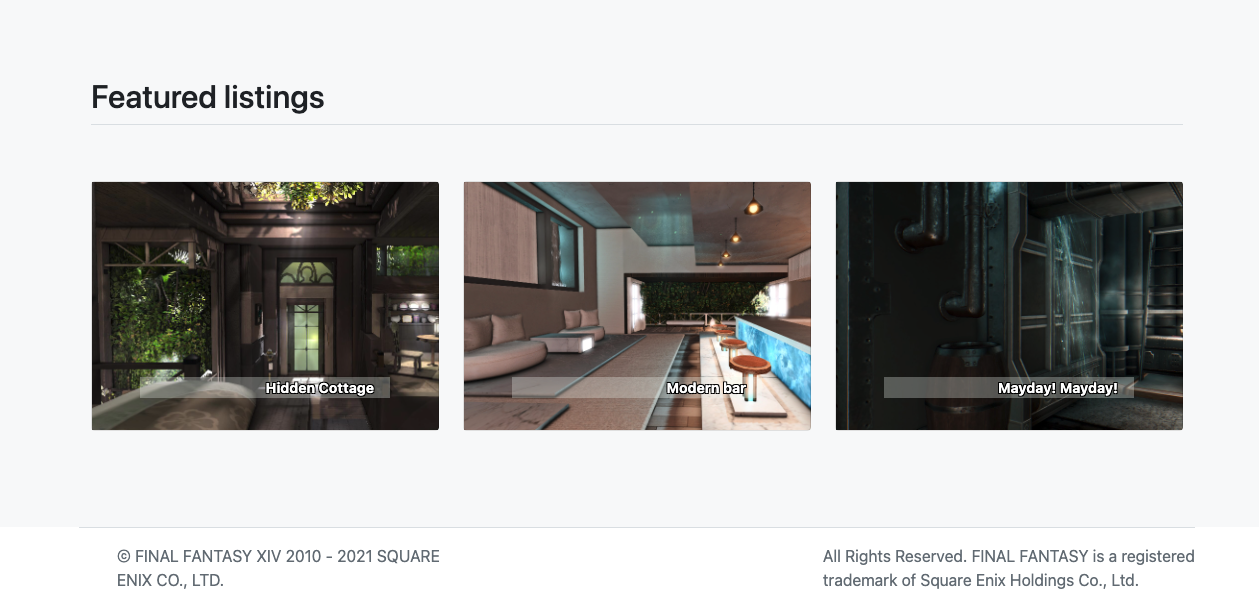 Featured listings
Hidden Cottage
Modern bar
Mayday! Mayday!
© FINAL FANTASY XIV 2010 - 2021 SQUARE
ENIX CO., LTD.
All Rights Reserved. FINAL FANTASY is a registered
trademark of Square Enix Holdings Co., Ltd.